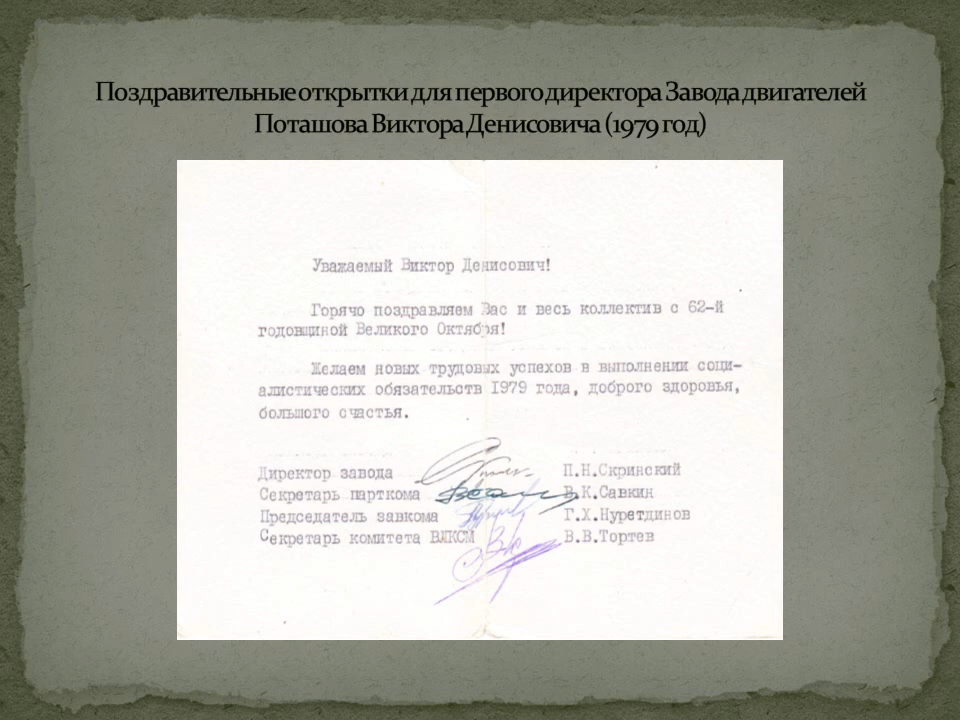 Поздравительные открытки для первого директора Завода двигателей
Поташова Виктора Денисовича (1979 год)
Уважаемый Виктор Денисович!
Горячо поздравляем Вас и весь коллектив с 62-й
годовщиной Великого Октября!
Желаем новых трудовых успехов в выполнении соци-
алистических обязательств 1979 года, доброго здоровья,
большого счастья.
Директор завода П.Н.Скринский
Секретарь парткома В.К.Савкин
Председатель завкома Г.Х.Нуретдинов
Секретарь комитета ВЛКСМ В.В.Тортев